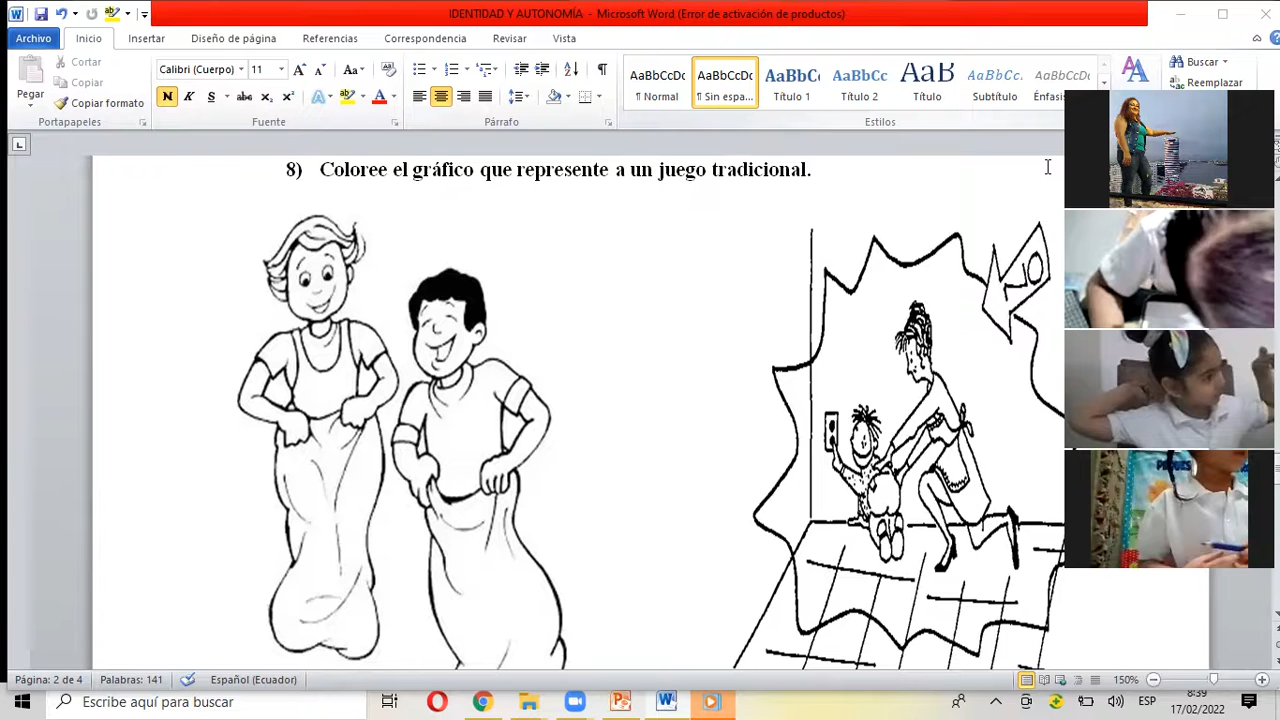 IDENTIDAD Y AUTONOMÍA - Microsoft Word (Error de activación de productos)
Archivo Inicio Insertar Diseño de página Referencias Correspondencia Revisar Vista
Cortar
Copiar
Copiar formato
Pegar
Portapapeles
Calibri (Cuerpo) 11
N K S abc x₂ x²
Fuente
Párrafo
AaBbCcDc AaBbCcDc AaBbC AaBbCc AaB AaBbCc. AaBbCcDc
¶ Normal ¶ Sin espa... Título 1 Título 2 Título Subtítulo Énfasis
Estilos
Buscar
Reemplazar
8) Coloree el gráfico que represente a un juego tradicional.
Página: 2 de 4 Palabras: 141 Español (Ecuador) 150%
Escribe aquí para buscar
ESP
8:39
17/02/2022